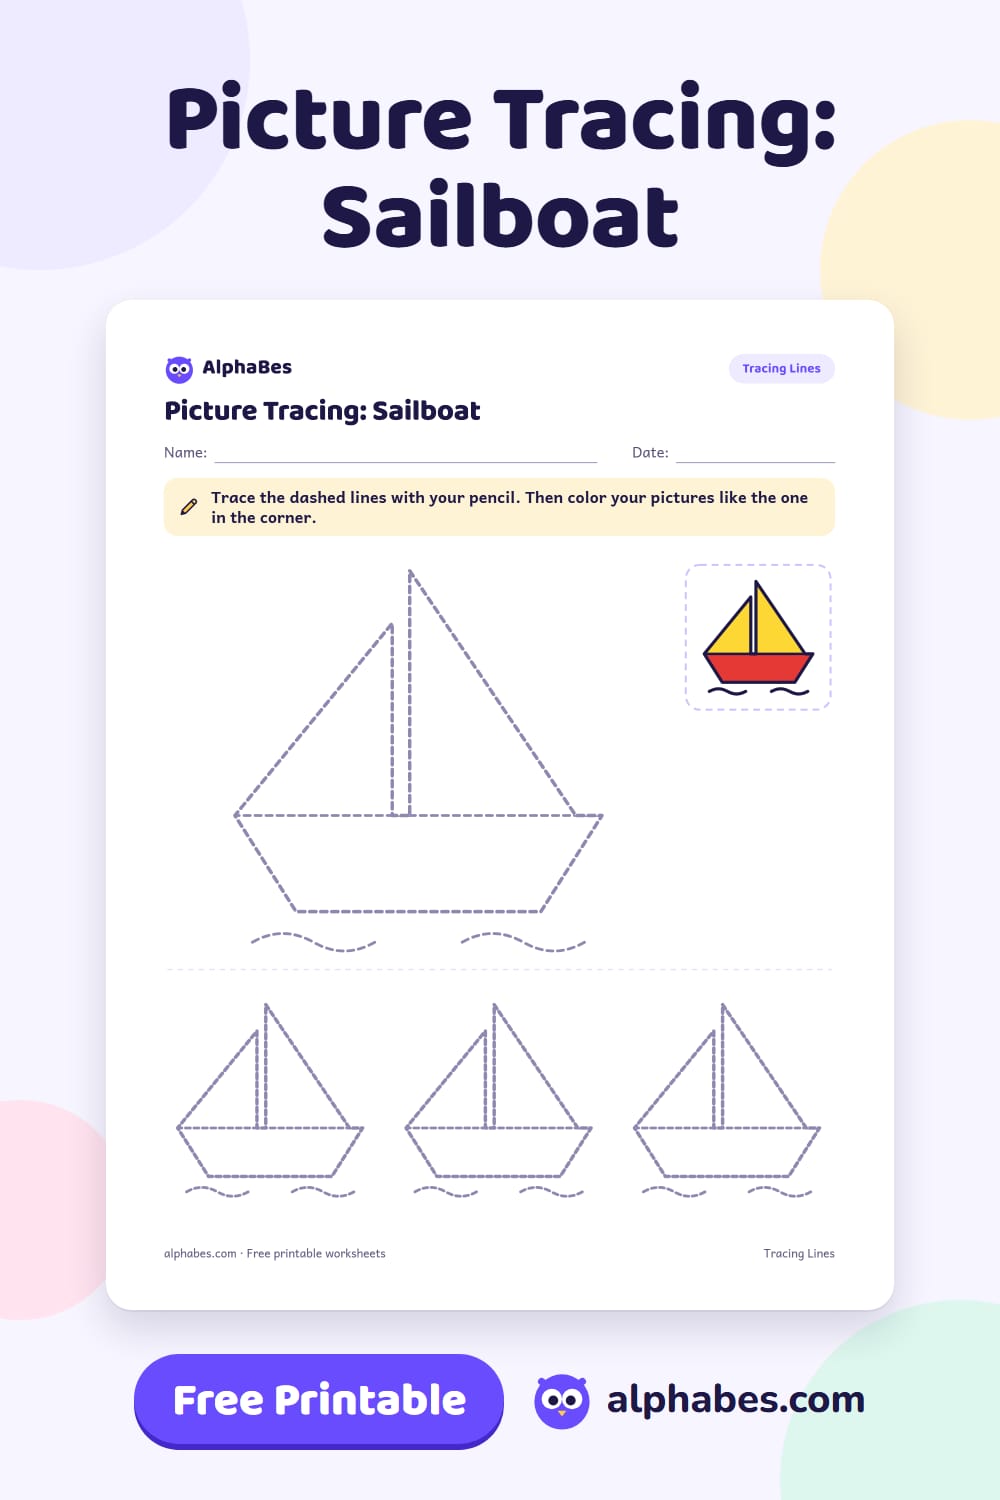 Picture Tracing:
Sailboat
AlphaBes
Tracing Lines
Picture Tracing: Sailboat
Name:
Date:
Trace the dashed lines with your pencil. Then color your pictures like the one
in the corner.
alphabes.com · Free printable worksheets
Tracing Lines
Free Printable
alphabes.com